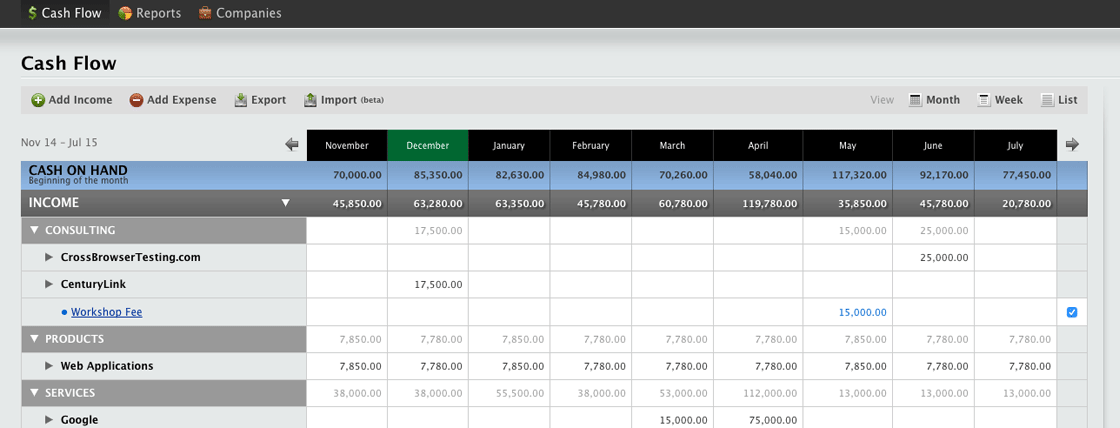 Cash Flow Reports Companies
Cash Flow
Add Income Add Expense Export Import (beta) View Month Week List
Nov 14 – Jul 15 November December January February March April May June July
CASH ON HAND 70,000.00 85,350.00 82,630.00 84,980.00 70,260.00 58,040.00 117,320.00 92,170.00 77,450.00
Beginning of the month
INCOME 45,850.00 63,280.00 63,350.00 45,780.00 60,780.00 119,780.00 35,850.00 45,780.00 20,780.00
CONSULTING 17,500.00 15,000.00 25,000.00
CrossBrowserTesting.com 25,000.00
CenturyLink 17,500.00
Workshop Fee 15,000.00
PRODUCTS 7,850.00 7,780.00 7,850.00 7,780.00 7,780.00 7,780.00 7,850.00 7,780.00 7,780.00
Web Applications 7,850.00 7,780.00 7,850.00 7,780.00 7,780.00 7,780.00 7,850.00 7,780.00 7,780.00
SERVICES 38,000.00 38,000.00 55,500.00 38,000.00 53,000.00 112,000.00 13,000.00 13,000.00 13,000.00
Google 15,000.00 75,000.00